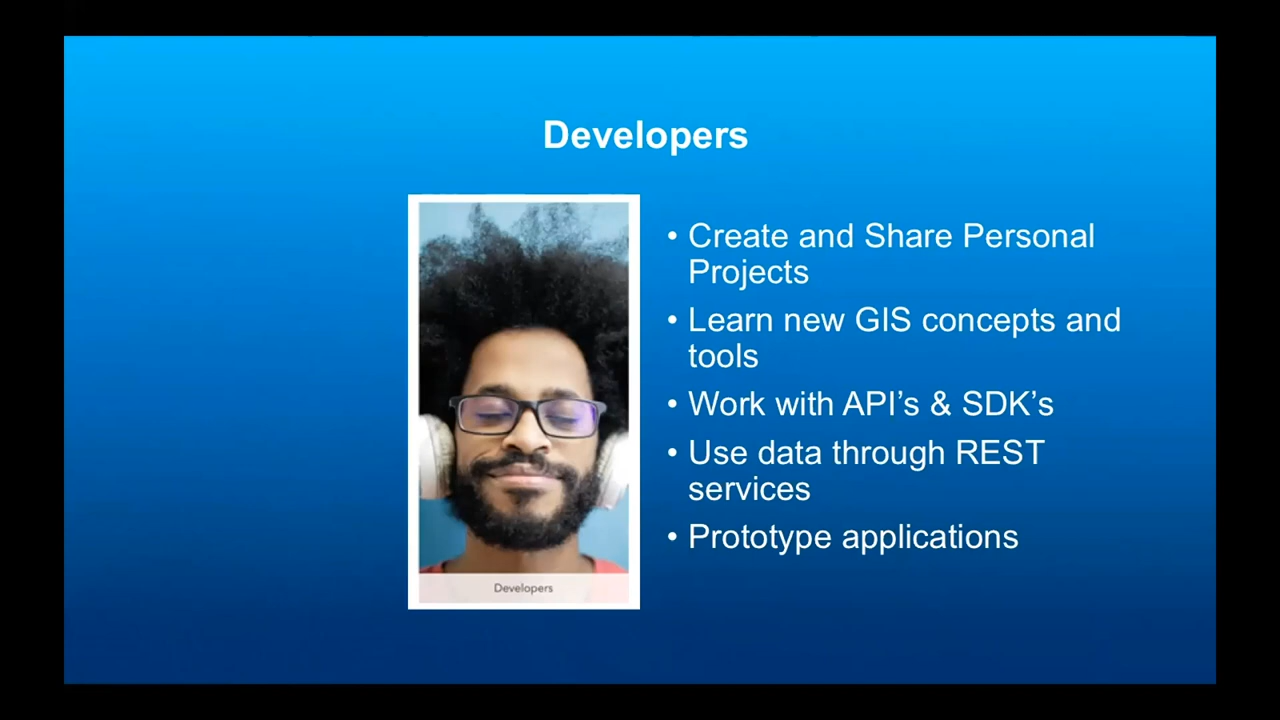 Developers
• Create and Share Personal
Projects
• Learn new GIS concepts and
tools
• Work with API’s & SDK’s
• Use data through REST
services
• Prototype applications
Developers